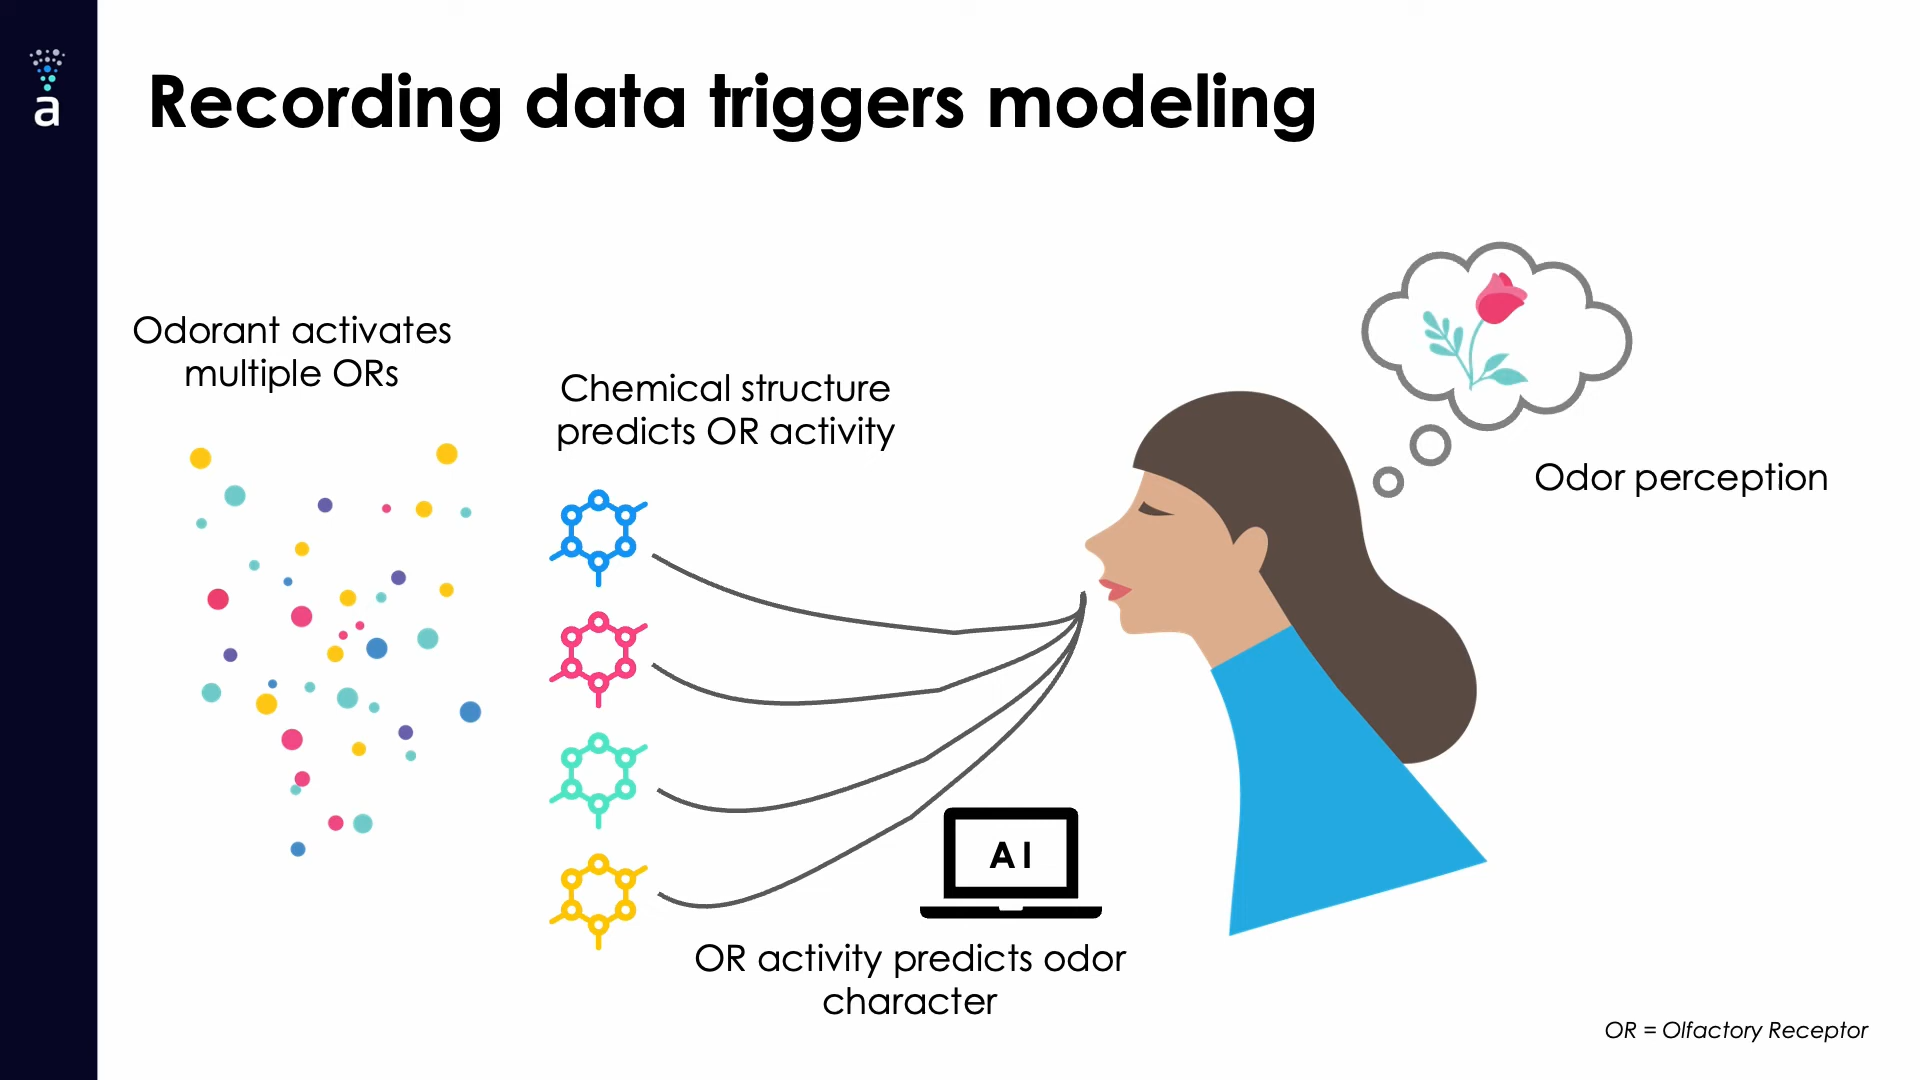 a
Recording data triggers modeling
Odorant activates
multiple ORs
Chemical structure
predicts OR activity
Odor perception
AI
OR activity predicts odor
character
OR = Olfactory Receptor